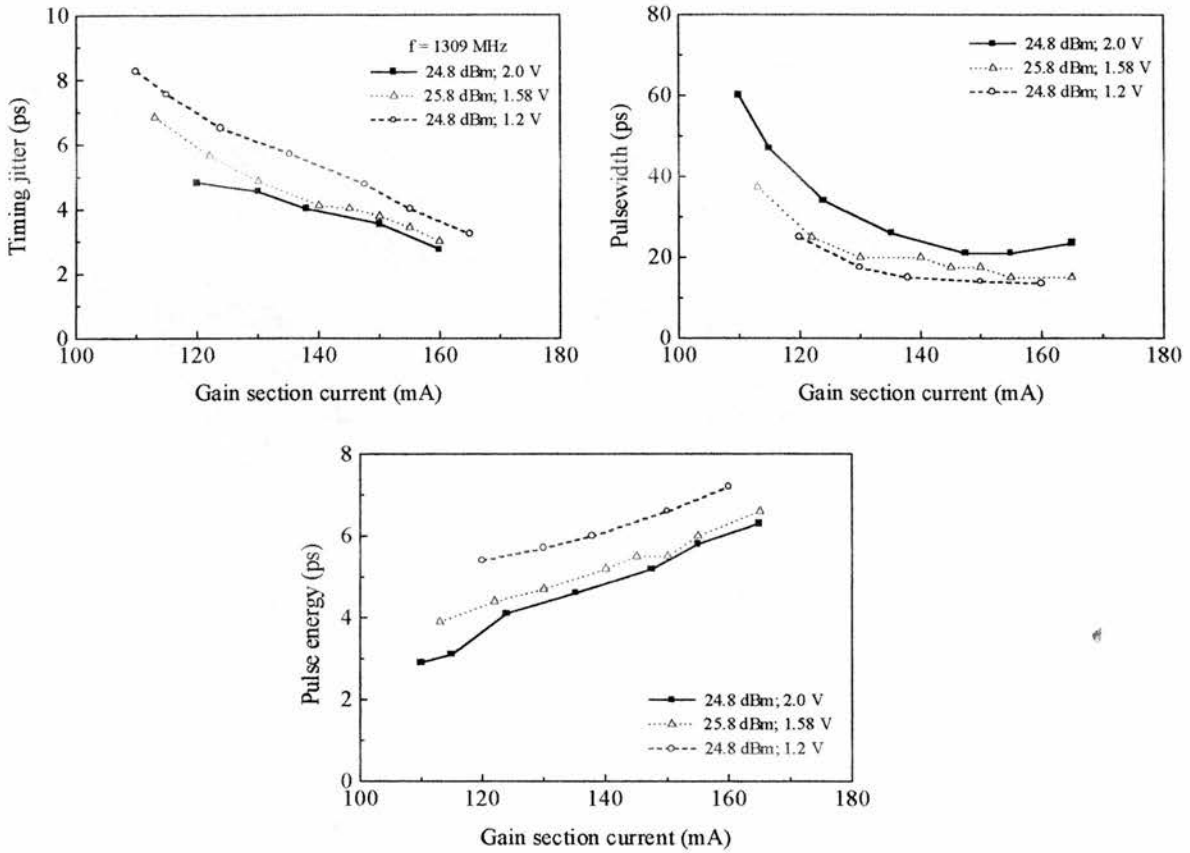 10
8
6
4
2
0
Timing jitter (ps)
f = 1309 MHz
24.8 dBm; 2.0 V
25.8 dBm; 1.58 V
24.8 dBm; 1.2 V
100 120 140 160 180
Gain section current (mA)
80
60
40
20
0
Pulsewidth (ps)
24.8 dBm; 2.0 V
25.8 dBm; 1.58 V
24.8 dBm; 1.2 V
100 120 140 160 180
Gain section current (mA)
8
6
4
2
0
Pulse energy (ps)
24.8 dBm; 2.0 V
25.8 dBm; 1.58 V
24.8 dBm; 1.2 V
100 120 140 160 180
Gain section current (mA)